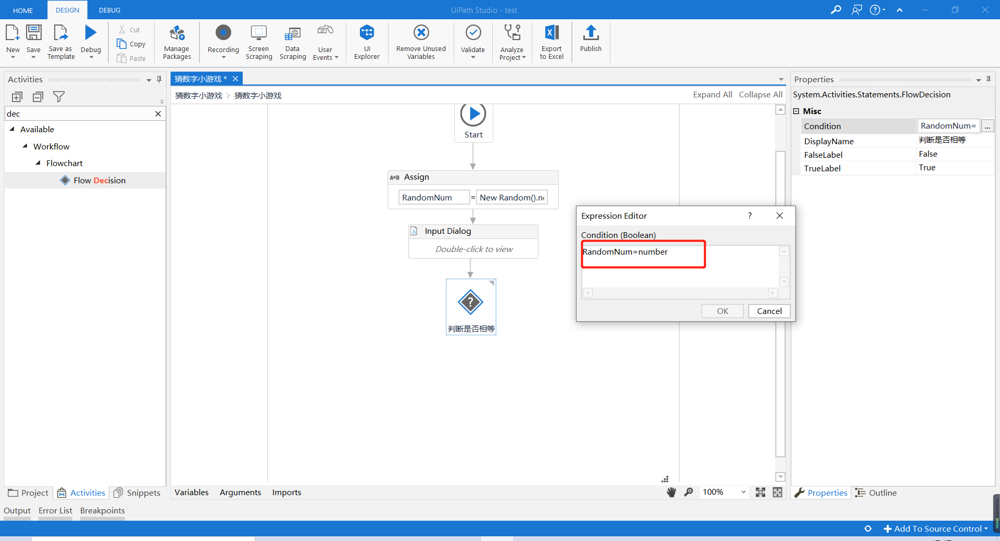 HOME DESIGN DEBUG UiPath Studio - test
New Save Save as Template Debug Cut Copy Paste Manage Packages Recording Screen Scraping Data Scraping User Events UI Explorer Remove Unused Variables Validate Analyze Project Export to Excel Publish
Activities
dec
Available
Workflow
Flowchart
Flow Decision
猜数字小游戏 *
猜数字小游戏 猜数字小游戏 Expand All Collapse All
Start
Assign
RandomNum = New Random().ne
Input Dialog
Double-click to view
判断是否相等
Expression Editor
Condition (Boolean)
RandomNum=number
OK Cancel
Properties
System.Activities.Statements.FlowDecision
Misc
Condition RandomNum= ...
DisplayName 判断是否相等
FalseLabel False
TrueLabel True
Project Activities Snippets Variables Arguments Imports 100% Properties Outline
Output Error List Breakpoints
Add To Source Control